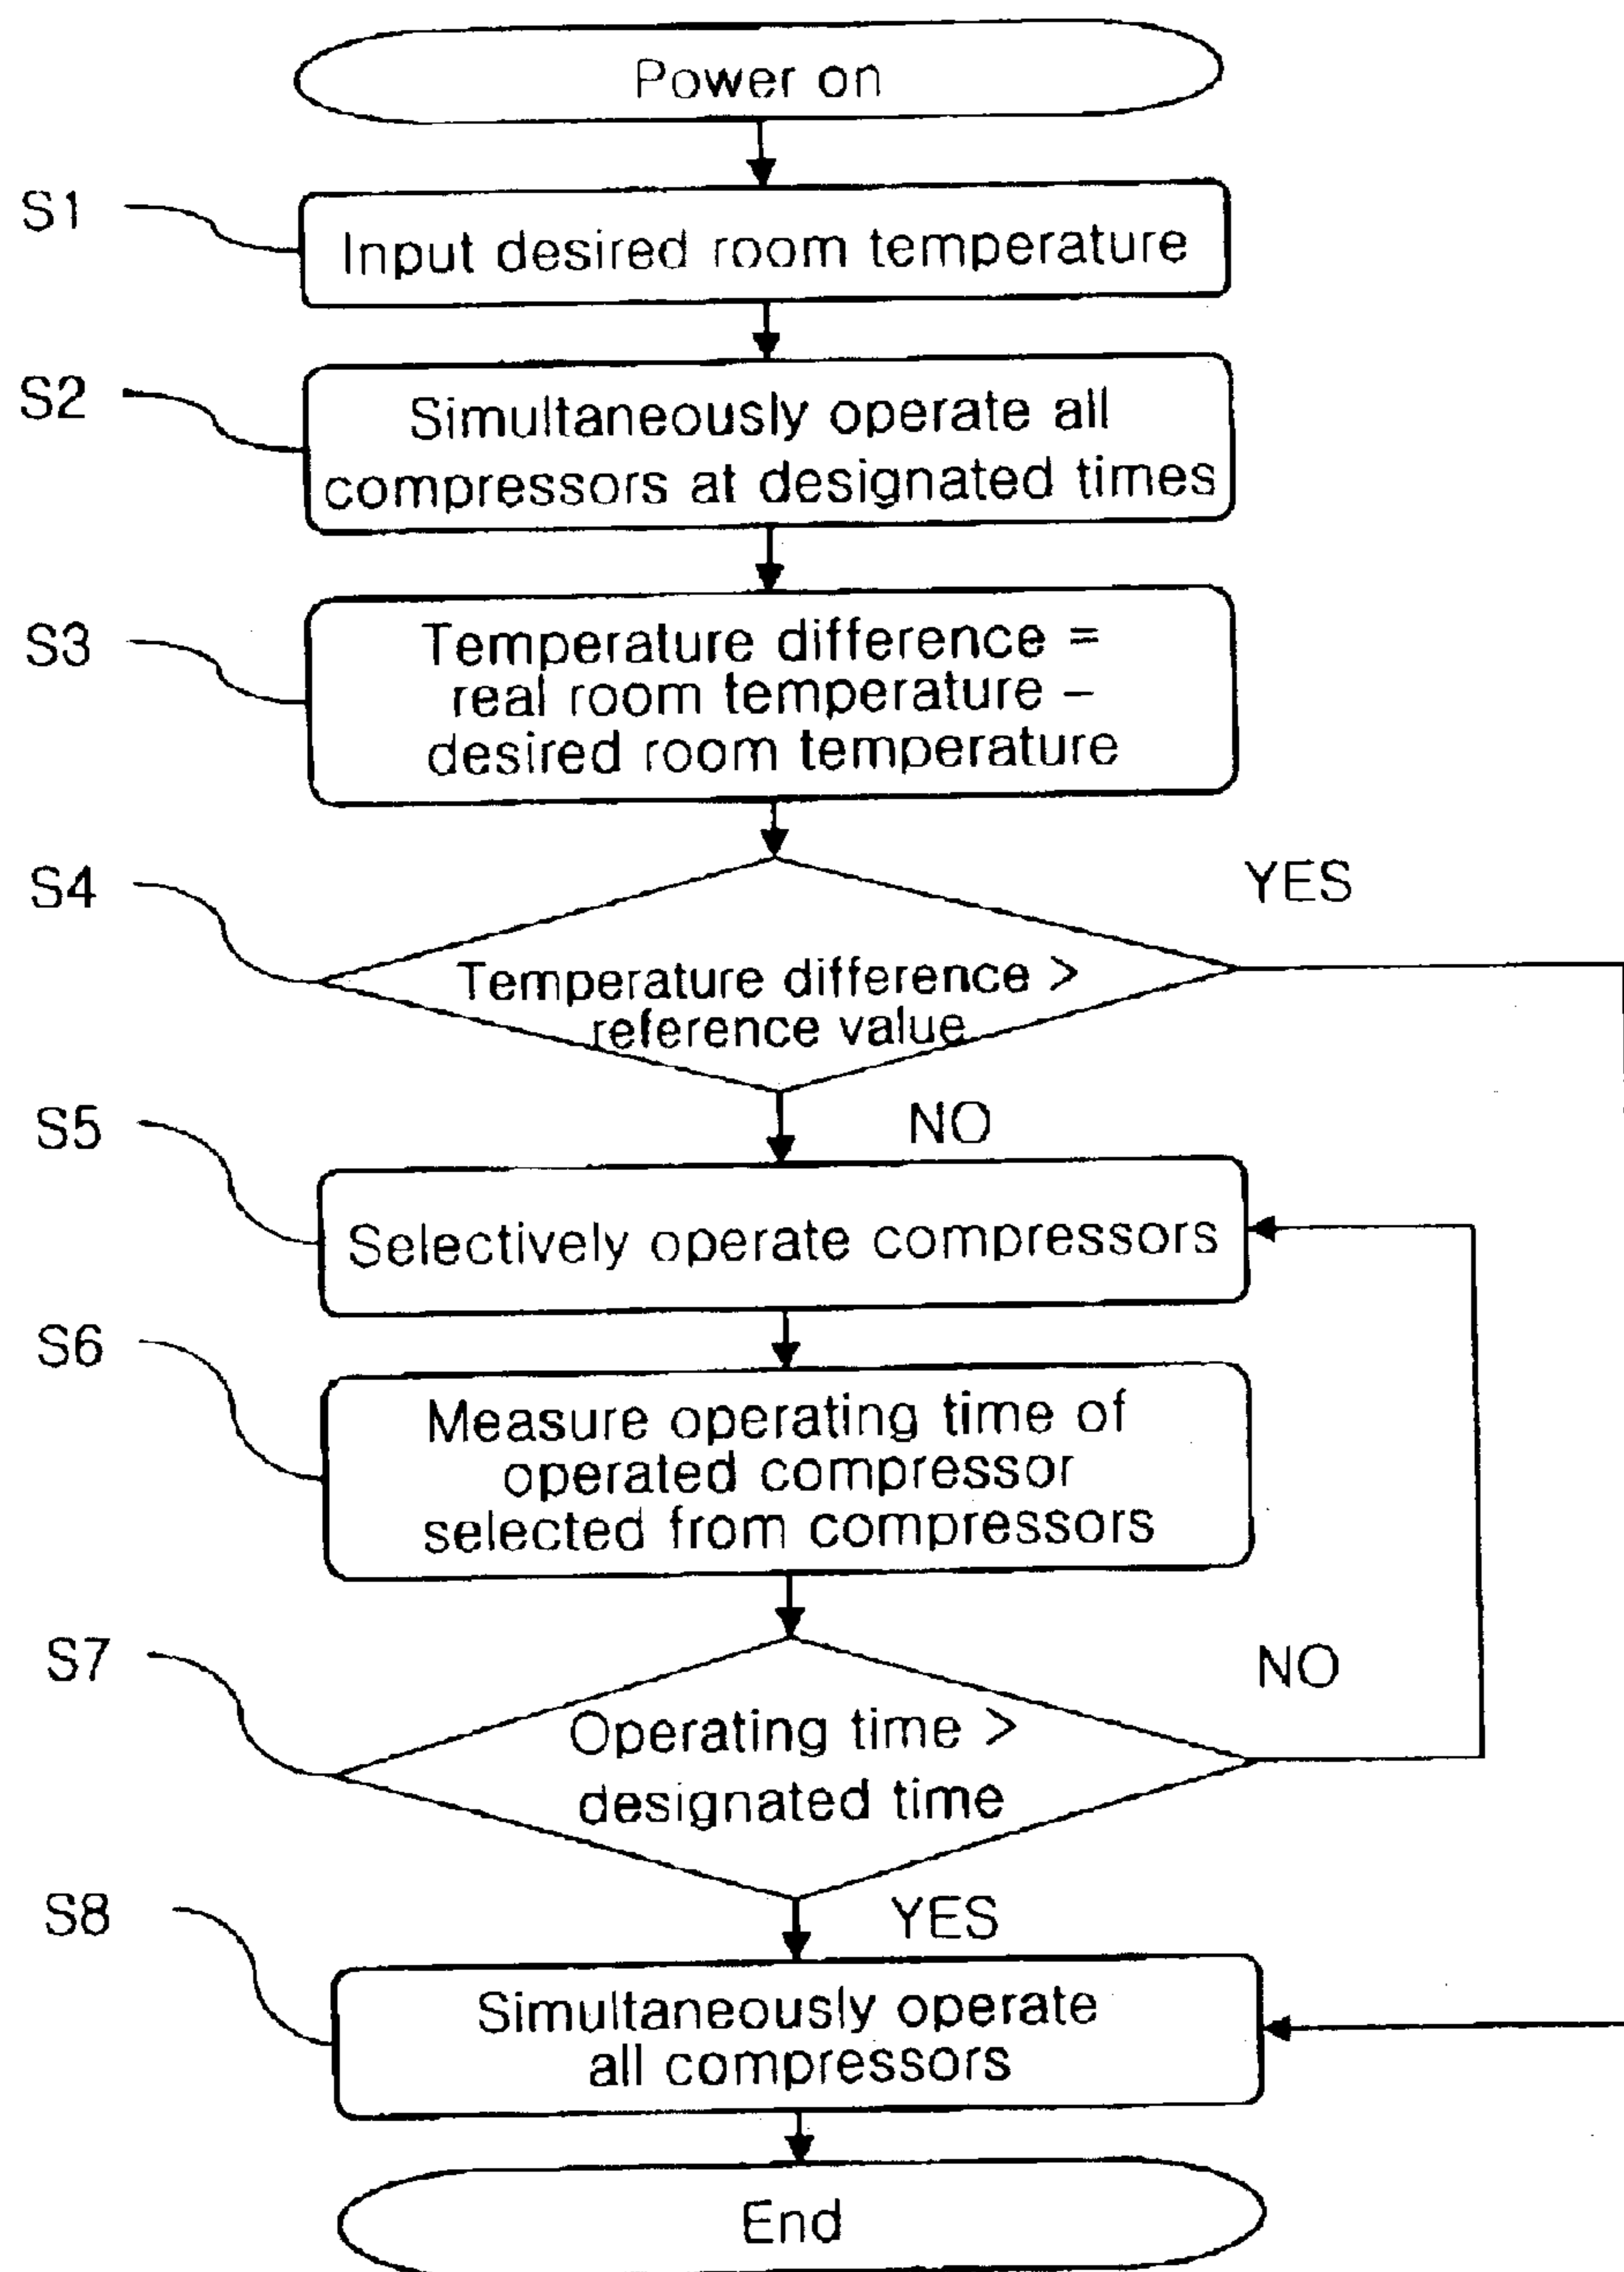 Power on
S1
Input desired room temperature
S2
Simultaneously operate all
compressors at designated times
S3
Temperature difference =
real room temperature –
desired room temperature
S4
YES
Temperature difference >
reference value
NO
S5
Selectively operate compressors
S6
Measure operating time of
operated compressor
selected from compressors
S7
NO
Operating time >
designated time
YES
S8
Simultaneously operate
all compressors
End